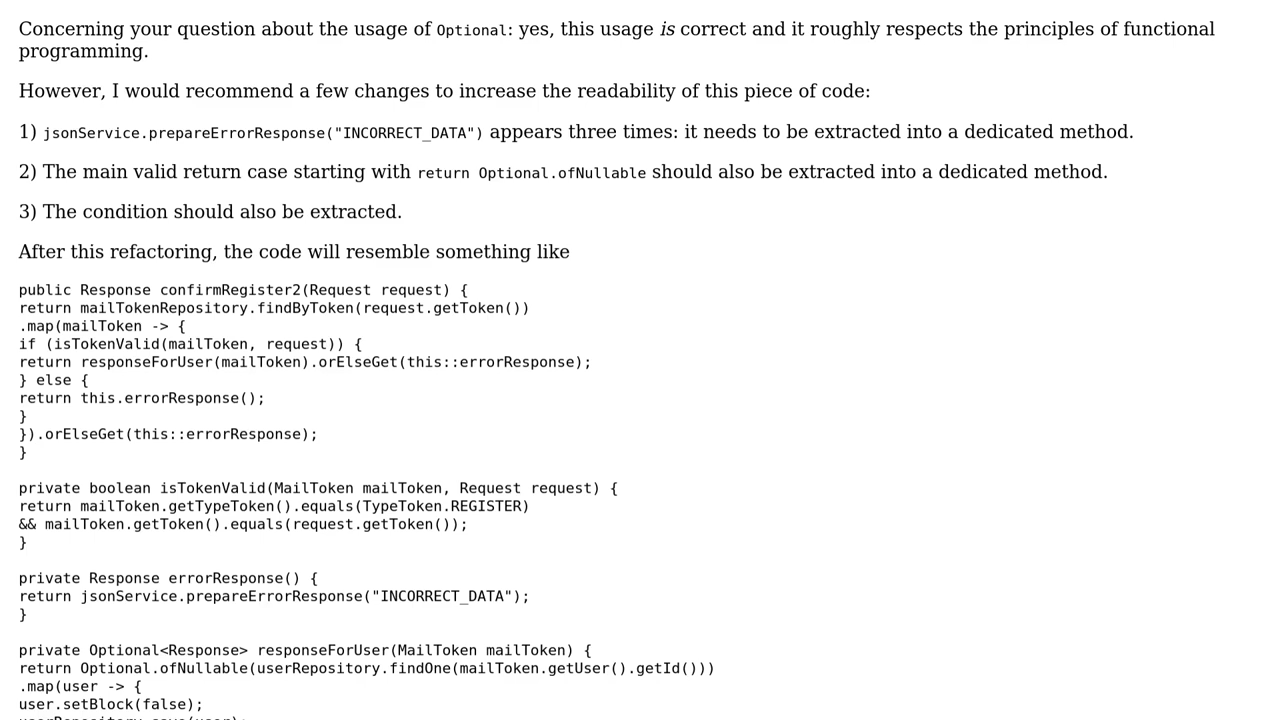 Concerning your question about the usage of Optional: yes, this usage is correct and it roughly respects the principles of functional
programming.
However, I would recommend a few changes to increase the readability of this piece of code:
1) jsonService.prepareErrorResponse("INCORRECT_DATA") appears three times: it needs to be extracted into a dedicated method.
2) The main valid return case starting with return Optional.ofNullable should also be extracted into a dedicated method.
3) The condition should also be extracted.
After this refactoring, the code will resemble something like
public Response confirmRegister2(Request request) {
return mailTokenRepository.findByToken(request.getToken())
.map(mailToken -> {
if (isTokenValid(mailToken, request)) {
return responseForUser(mailToken).orElseGet(this::errorResponse);
} else {
return this.errorResponse();
}
}).orElseGet(this::errorResponse);
}
private boolean isTokenValid(MailToken mailToken, Request request) {
return mailToken.getTypeToken().equals(TypeToken.REGISTER)
&& mailToken.getToken().equals(request.getToken());
}
private Response errorResponse() {
return jsonService.prepareErrorResponse("INCORRECT_DATA");
}
private Optional<Response> responseForUser(MailToken mailToken) {
return Optional.ofNullable(userRepository.findOne(mailToken.getUser().getId()))
.map(user -> {
user.setBlock(false);